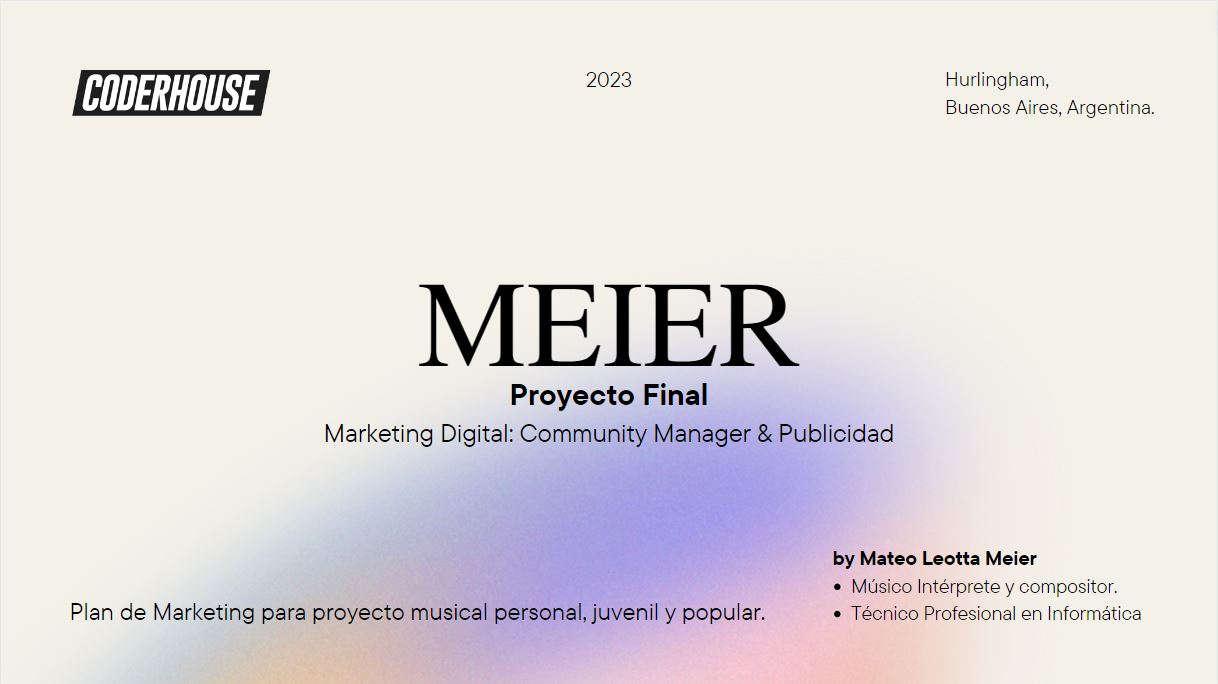 CODERHOUSE
2023
Hurlingham,
Buenos Aires, Argentina.
MEIER
Proyecto Final
Marketing Digital: Community Manager & Publicidad
Plan de Marketing para proyecto musical personal, juvenil y popular.
by Mateo Leotta Meier
• Músico Intérprete y compositor.
• Técnico Profesional en Informática